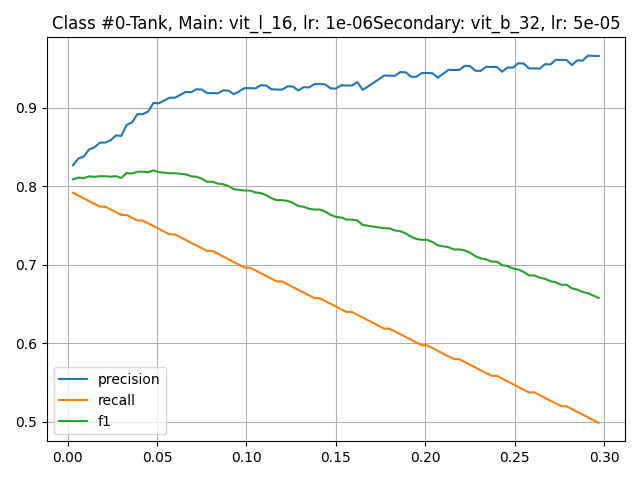 Class #0-Tank, Main: vit_l_16, lr: 1e-06Secondary: vit_b_32, lr: 5e-05
0.9
0.8
0.7
0.6
0.5
precision
recall
f1
0.00 0.05 0.10 0.15 0.20 0.25 0.30